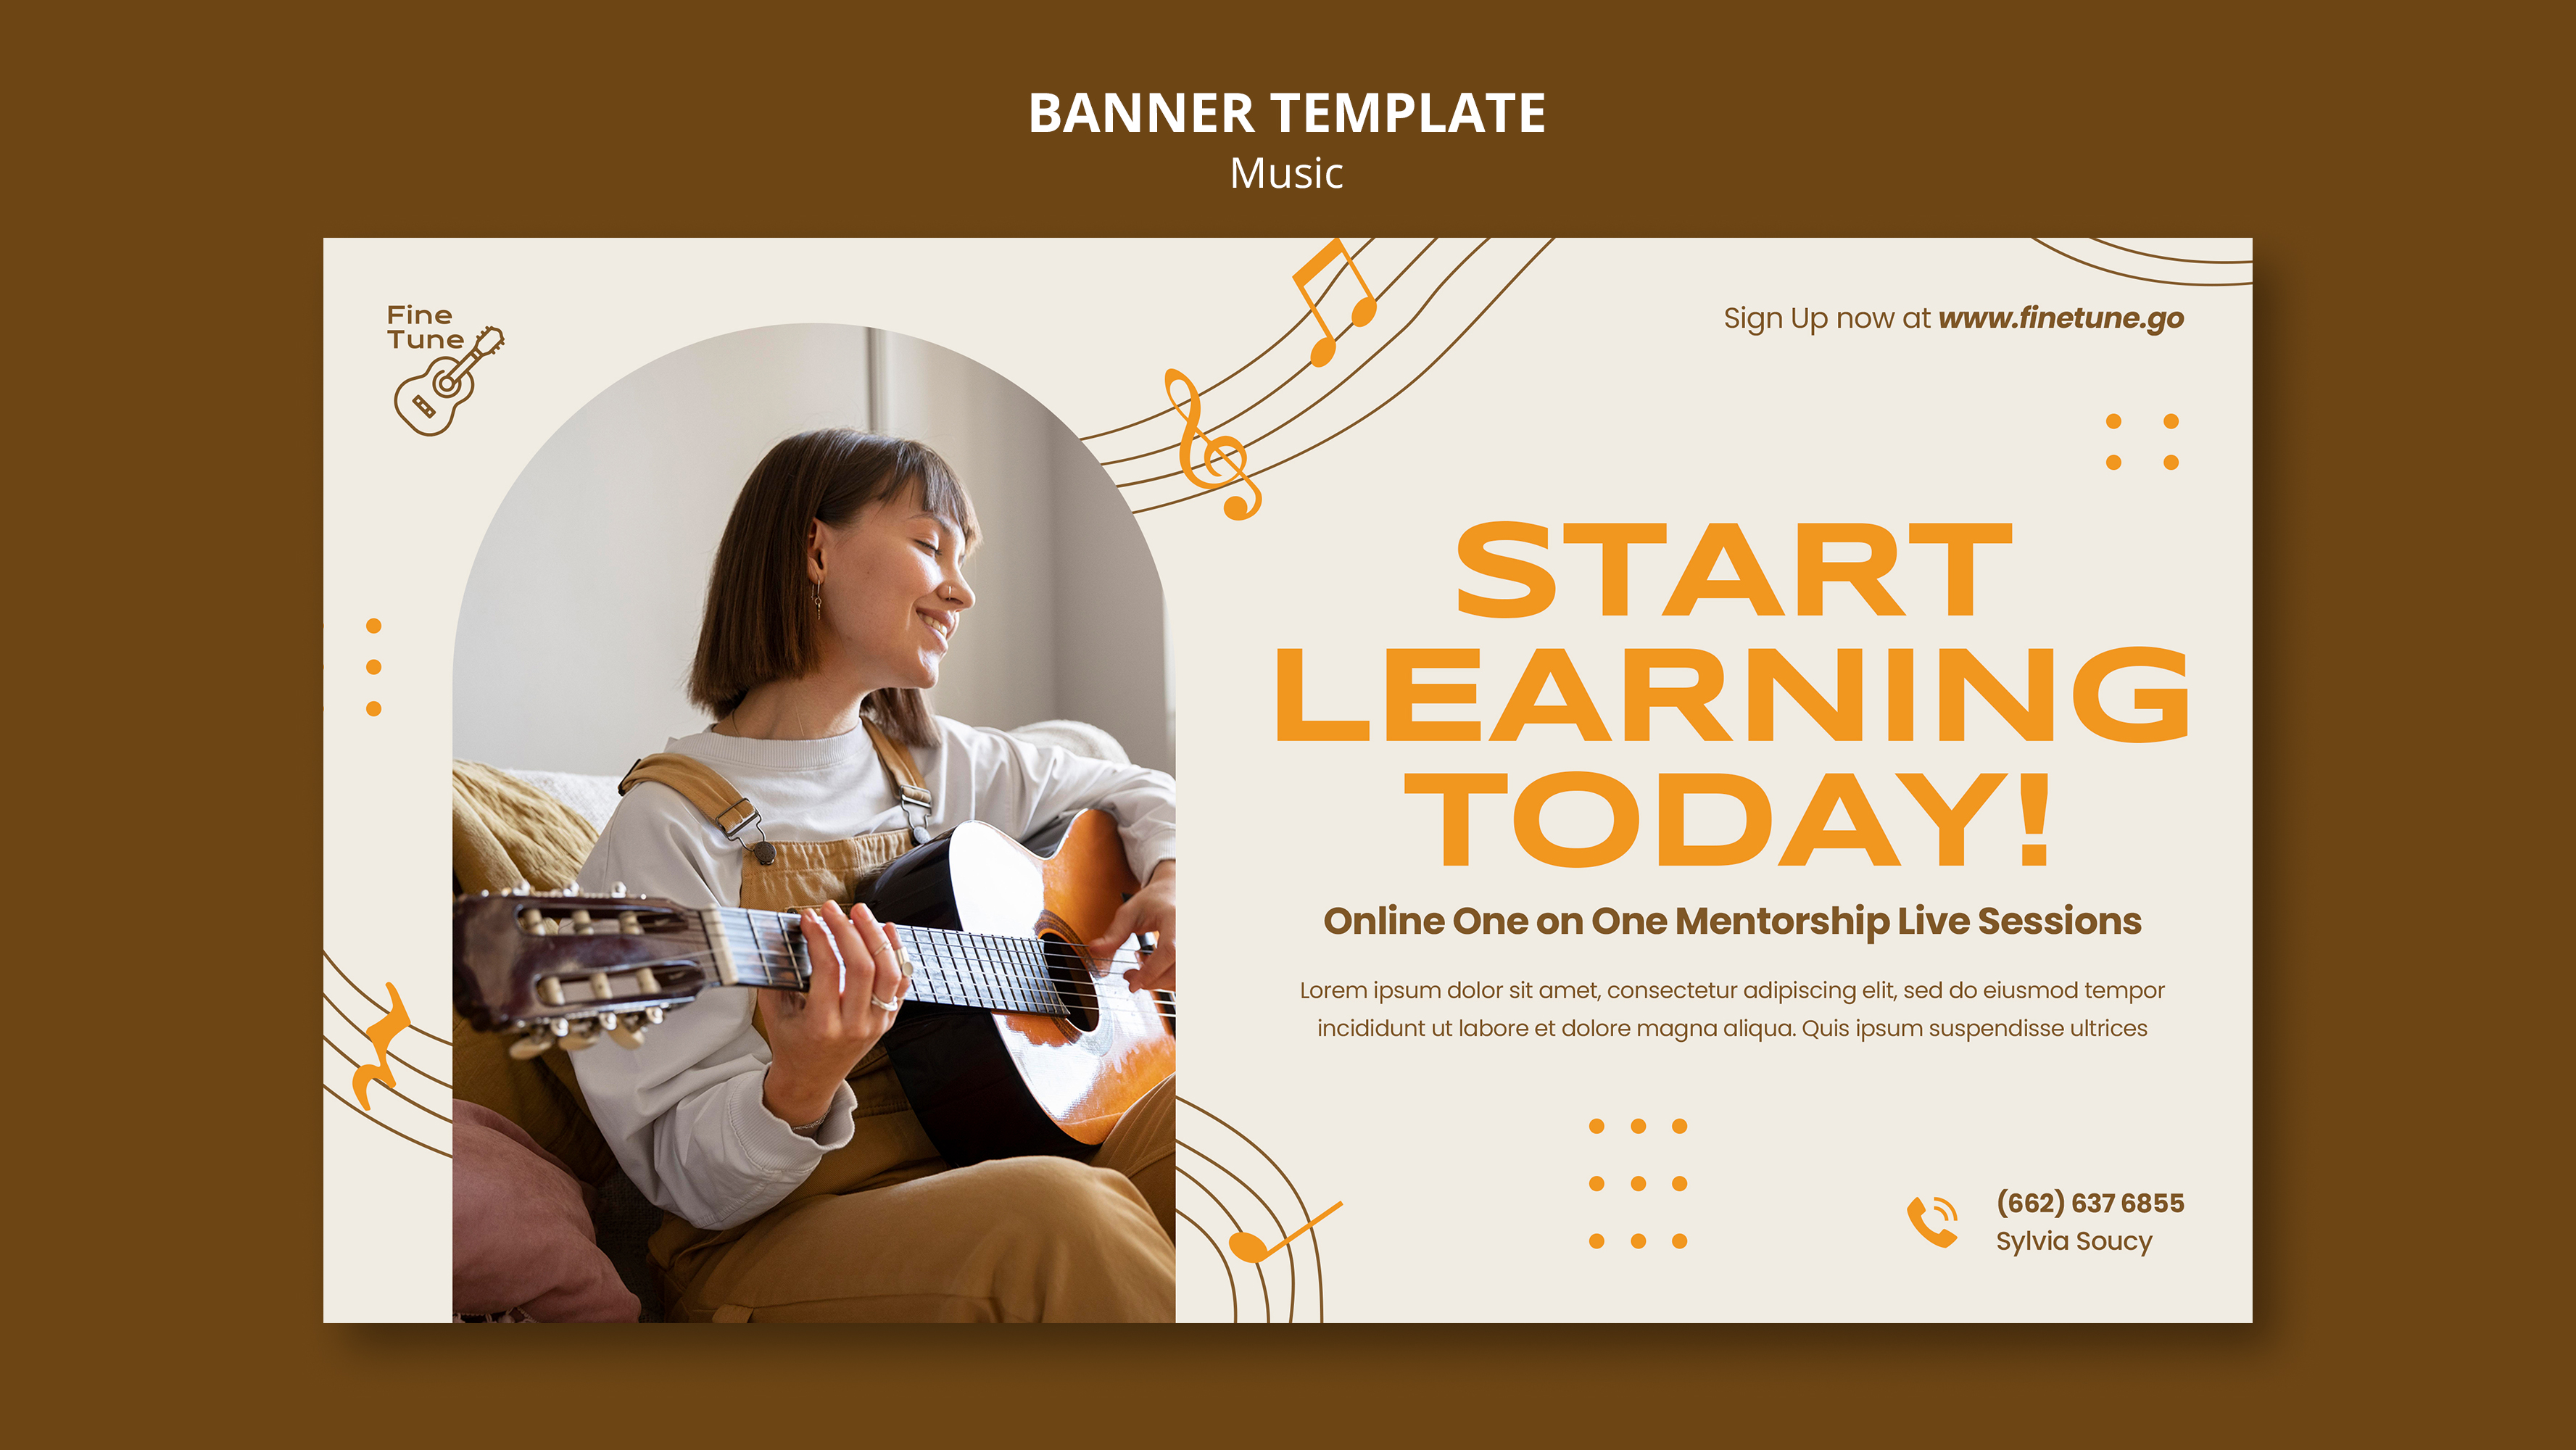 BANNER TEMPLATE
Music
Fine
Tune
Sign Up now at www.finetune.go
START
LEARNING
TODAY!
Online One on One Mentorship Live Sessions
Lorem ipsum dolor sit amet, consectetur adipiscing elit, sed do eiusmod tempor
incididunt ut labore et dolore magna aliqua. Quis ipsum suspendisse ultrices
(662) 637 6855
Sylvia Soucy